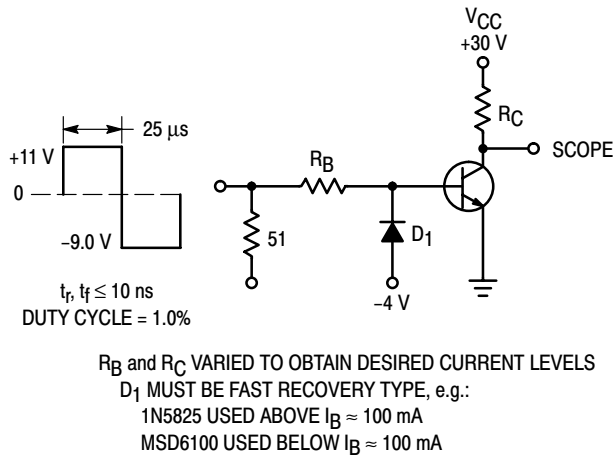 V_CC
+30 V
25 μs
R_C
+11 V
SCOPE
R_B
0
51
D_1
−9.0 V
−4 V
t_r, t_f ≤ 10 ns
DUTY CYCLE = 1.0%
R_B and R_C VARIED TO OBTAIN DESIRED CURRENT LEVELS
D_1 MUST BE FAST RECOVERY TYPE, e.g.:
1N5825 USED ABOVE I_B ≈ 100 mA
MSD6100 USED BELOW I_B ≈ 100 mA